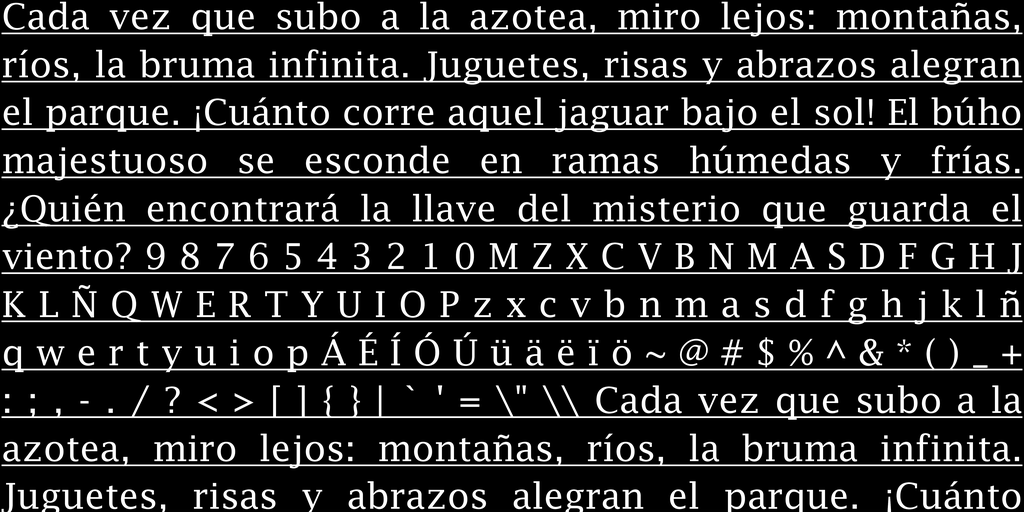 Cada vez que subo a la azotea, miro lejos: montañas,
ríos, la bruma infinita. Juguetes, risas y abrazos alegran
el parque. ¡Cuánto corre aquel jaguar bajo el sol! El búho
majestuoso se esconde en ramas húmedas y frías.
¿Quién encontrará la llave del misterio que guarda el
viento? 9 8 7 6 5 4 3 2 1 0 M Z X C V B N M A S D F G H J
K L Ñ Q W E R T Y U I O P z x c v b n m a s d f g h j k l ñ
q w e r t y u i o p Á É Í Ó Ú ü ä ë ï ö ~ @ # $ % ^ & * ( ) _ +
: ; , - . / ? < > [ ] { } | ` ' = \" \\ Cada vez que subo a la
azotea, miro lejos: montañas, ríos, la bruma infinita.
Juguetes, risas y abrazos alegran el parque. ¡Cuánto